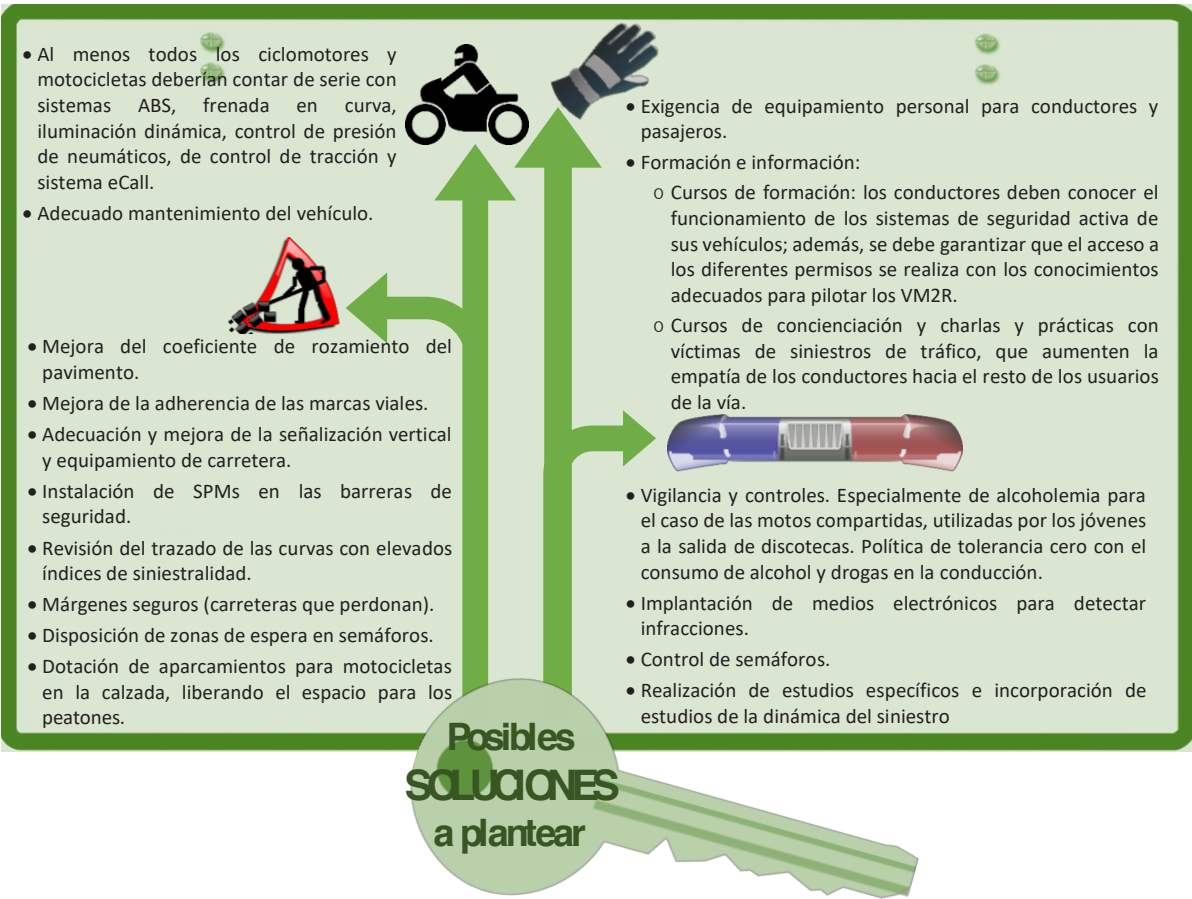 • Al menos todos los ciclomotores y
motocicletas deberían contar de serie con
sistemas ABS, frenada en curva,
iluminación dinámica, control de presión
de neumáticos, de control de tracción y
sistema eCall.
• Adecuado mantenimiento del vehículo.
• Mejora del coeficiente de rozamiento del
pavimento.
• Mejora de la adherencia de las marcas viales.
• Adecuación y mejora de la señalización vertical
y equipamiento de carretera.
• Instalación de SPMs en las barreras de
seguridad.
• Revisión del trazado de las curvas con elevados
índices de siniestralidad.
• Márgenes seguros (carreteras que perdonan).
• Disposición de zonas de espera en semáforos.
• Dotación de aparcamientos para motocicletas
en la calzada, liberando el espacio para los
peatones.
• Exigencia de equipamiento personal para conductores y
pasajeros.
• Formación e información:
o Cursos de formación: los conductores deben conocer el
funcionamiento de los sistemas de seguridad activa de
sus vehículos; además, se debe garantizar que el acceso a
los diferentes permisos se realiza con los conocimientos
adecuados para pilotar los VM2R.
o Cursos de concienciación y charlas y prácticas con
víctimas de siniestros de tráfico, que aumenten la
empatía de los conductores hacia el resto de los usuarios
de la vía.
• Vigilancia y controles. Especialmente de alcoholemia para
el caso de las motos compartidas, utilizadas por los jóvenes
a la salida de discotecas. Política de tolerancia cero con el
consumo de alcohol y drogas en la conducción.
• Implantación de medios electrónicos para detectar
infracciones.
• Control de semáforos.
• Realización de estudios específicos e incorporación de
estudios de la dinámica del siniestro
Posibles
SOLUCIONES
a plantear